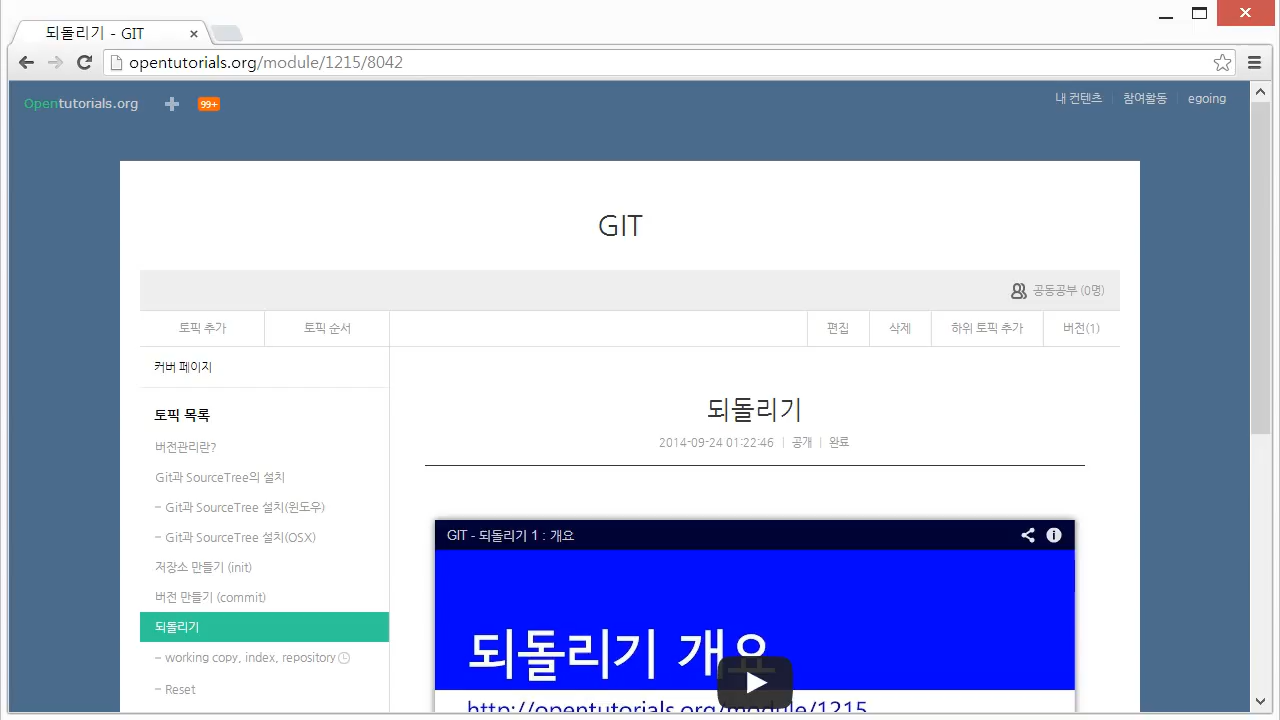 되돌리기 - GIT
opentutorials.org/module/1215/8042
Opentutorials.org
99+
내 컨텐츠
참여활동
egoing
GIT
공동공부 (0명)
토픽 추가
토픽 순서
편집
삭제
하위 토픽 추가
버전(1)
커버 페이지
토픽 목록
버전관리란?
Git과 SourceTree의 설치
- Git과 SourceTree 설치(윈도우)
- Git과 SourceTree 설치(OSX)
저장소 만들기 (init)
버전 만들기 (commit)
되돌리기
- working copy, index, repository
- Reset
되돌리기
2014-09-24 01:22:46 | 공개 | 완료
GIT - 되돌리기 1 : 개요
되돌리기 개요
http://opentutorials.org/module/1215